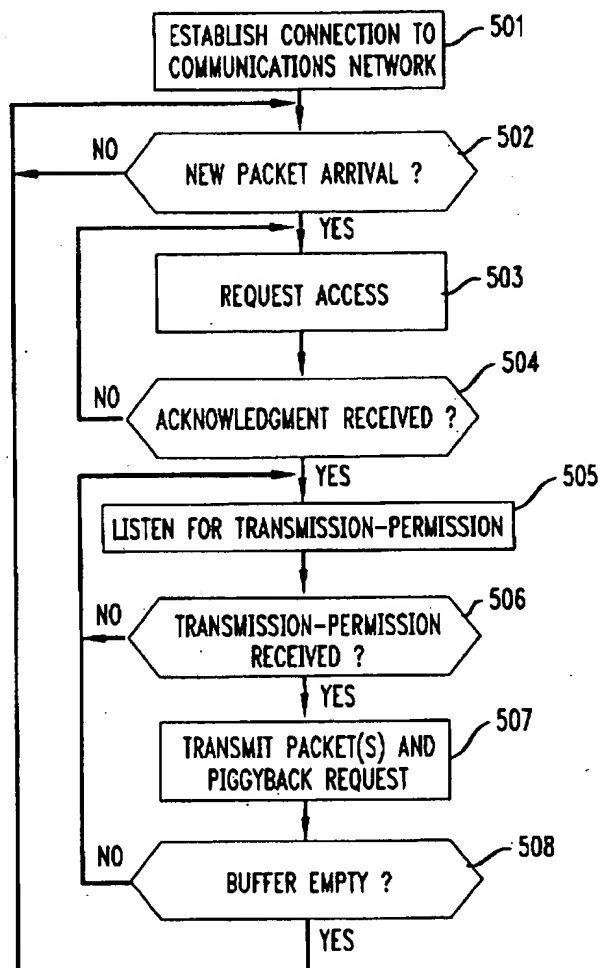 ESTABLISH CONNECTION TO
COMMUNICATIONS NETWORK
501
NO
NEW PACKET ARRIVAL ?
502
YES
REQUEST ACCESS
503
NO
ACKNOWLEDGMENT RECEIVED ?
504
YES
LISTEN FOR TRANSMISSION-PERMISSION
505
NO
TRANSMISSION-PERMISSION
RECEIVED ?
506
YES
TRANSMIT PACKET(S) AND
PIGGYBACK REQUEST
507
NO
BUFFER EMPTY ?
508
YES